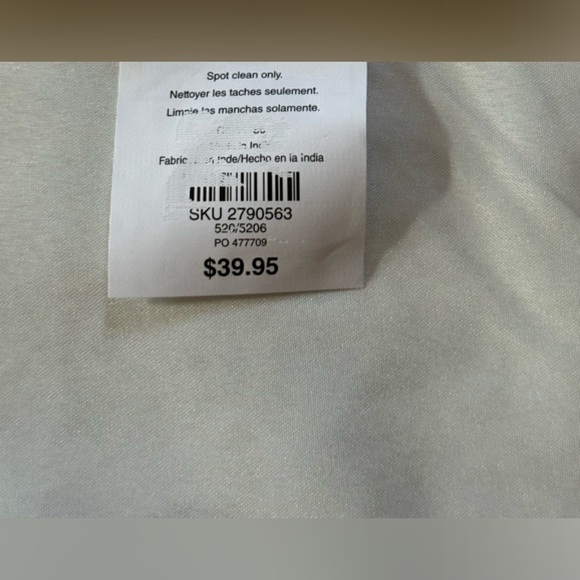 Spot clean only.
Nettoyer les taches seulement.
Limpie las manchas solamente.
Inde/Hecho en la India
SKU 2790563
520/5206
PO 477709
$39.95